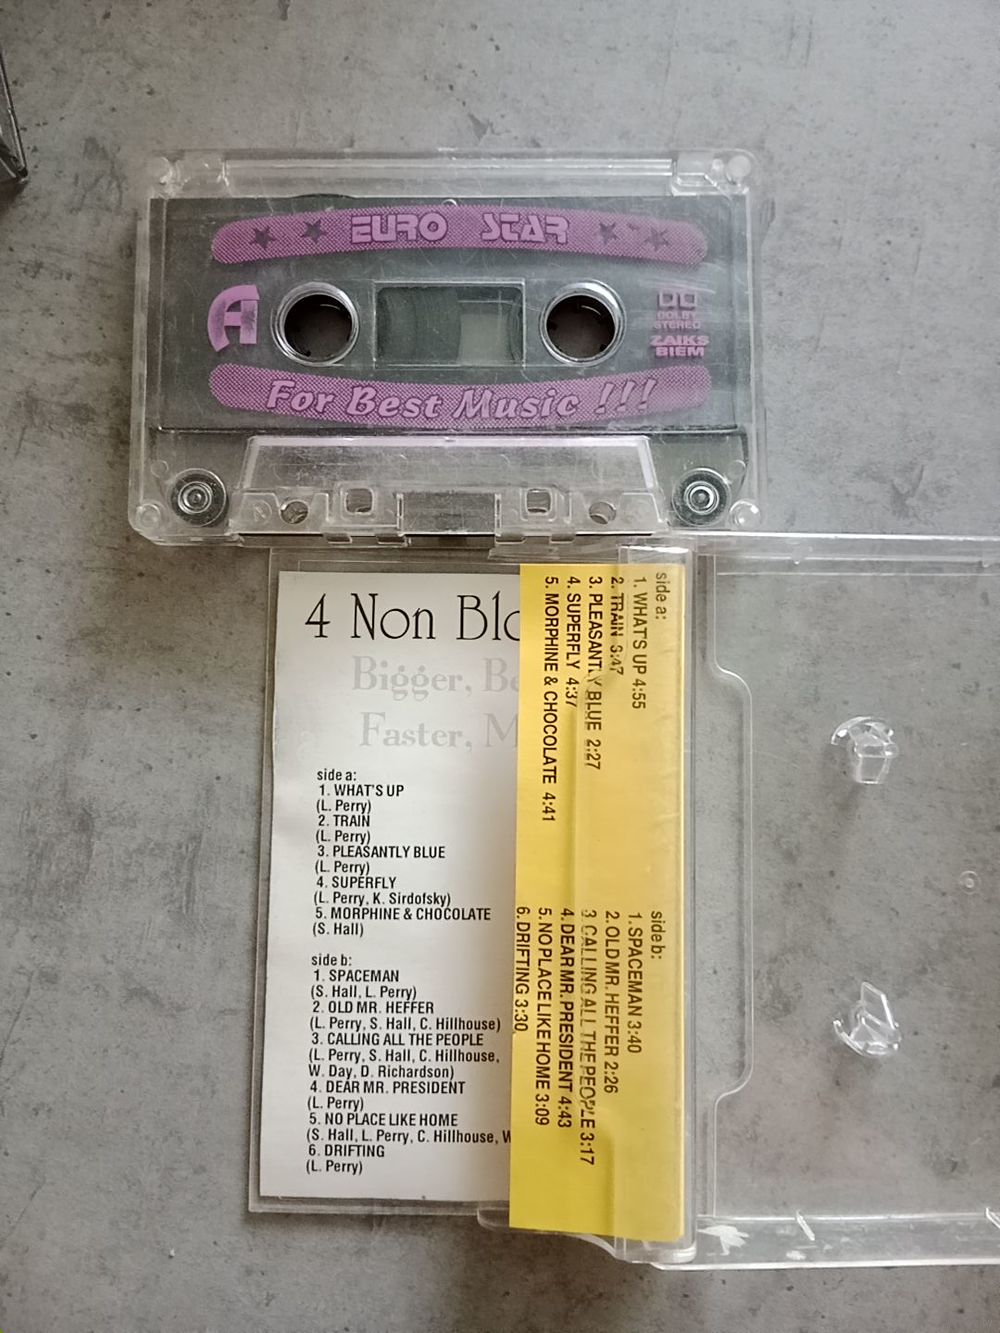 EURO STAR
A
DOLBY
STEREO
ZAIKS
BIEM
For Best Music !!!
4 Non Blo
Bigger, Be
Faster, M
side a:
1. WHAT'S UP
(L. Perry)
2. TRAIN
(L. Perry)
3. PLEASANTLY BLUE
(L. Perry)
4. SUPERFLY
(L. Perry, K. Sirdofsky)
5. MORPHINE & CHOCOLATE
(S. Hall)
side b:
1. SPACEMAN
(S. Hall, L. Perry)
2. OLD MR. HEFFER
(L. Perry, S. Hall, C. Hillhouse)
3. CALLING ALL THE PEOPLE
(L. Perry, S. Hall, C. Hillhouse,
W. Day, D. Richardson)
4. DEAR MR. PRESIDENT
(L. Perry)
5. NO PLACE LIKE HOME
(S. Hall, L. Perry, C. Hillhouse, W
6. DRIFTING
(L. Perry)
side a:
1. WHAT'S UP 4:55
2. TRAIN 3:47
3. PLEASANTLY BLUE 2:27
4. SUPERFLY 4:37
5. MORPHINE & CHOCOLATE 4:41
side b:
1. SPACEMAN 3:40
2. OLD MR. HEFFER 2:26
3 CALLING ALL THE PEOPLE 3:17
4. DEAR MR. PRESIDENT 4:43
5. NO PLACE LIKE HOME 3:09
6. DRIFTING 3:30